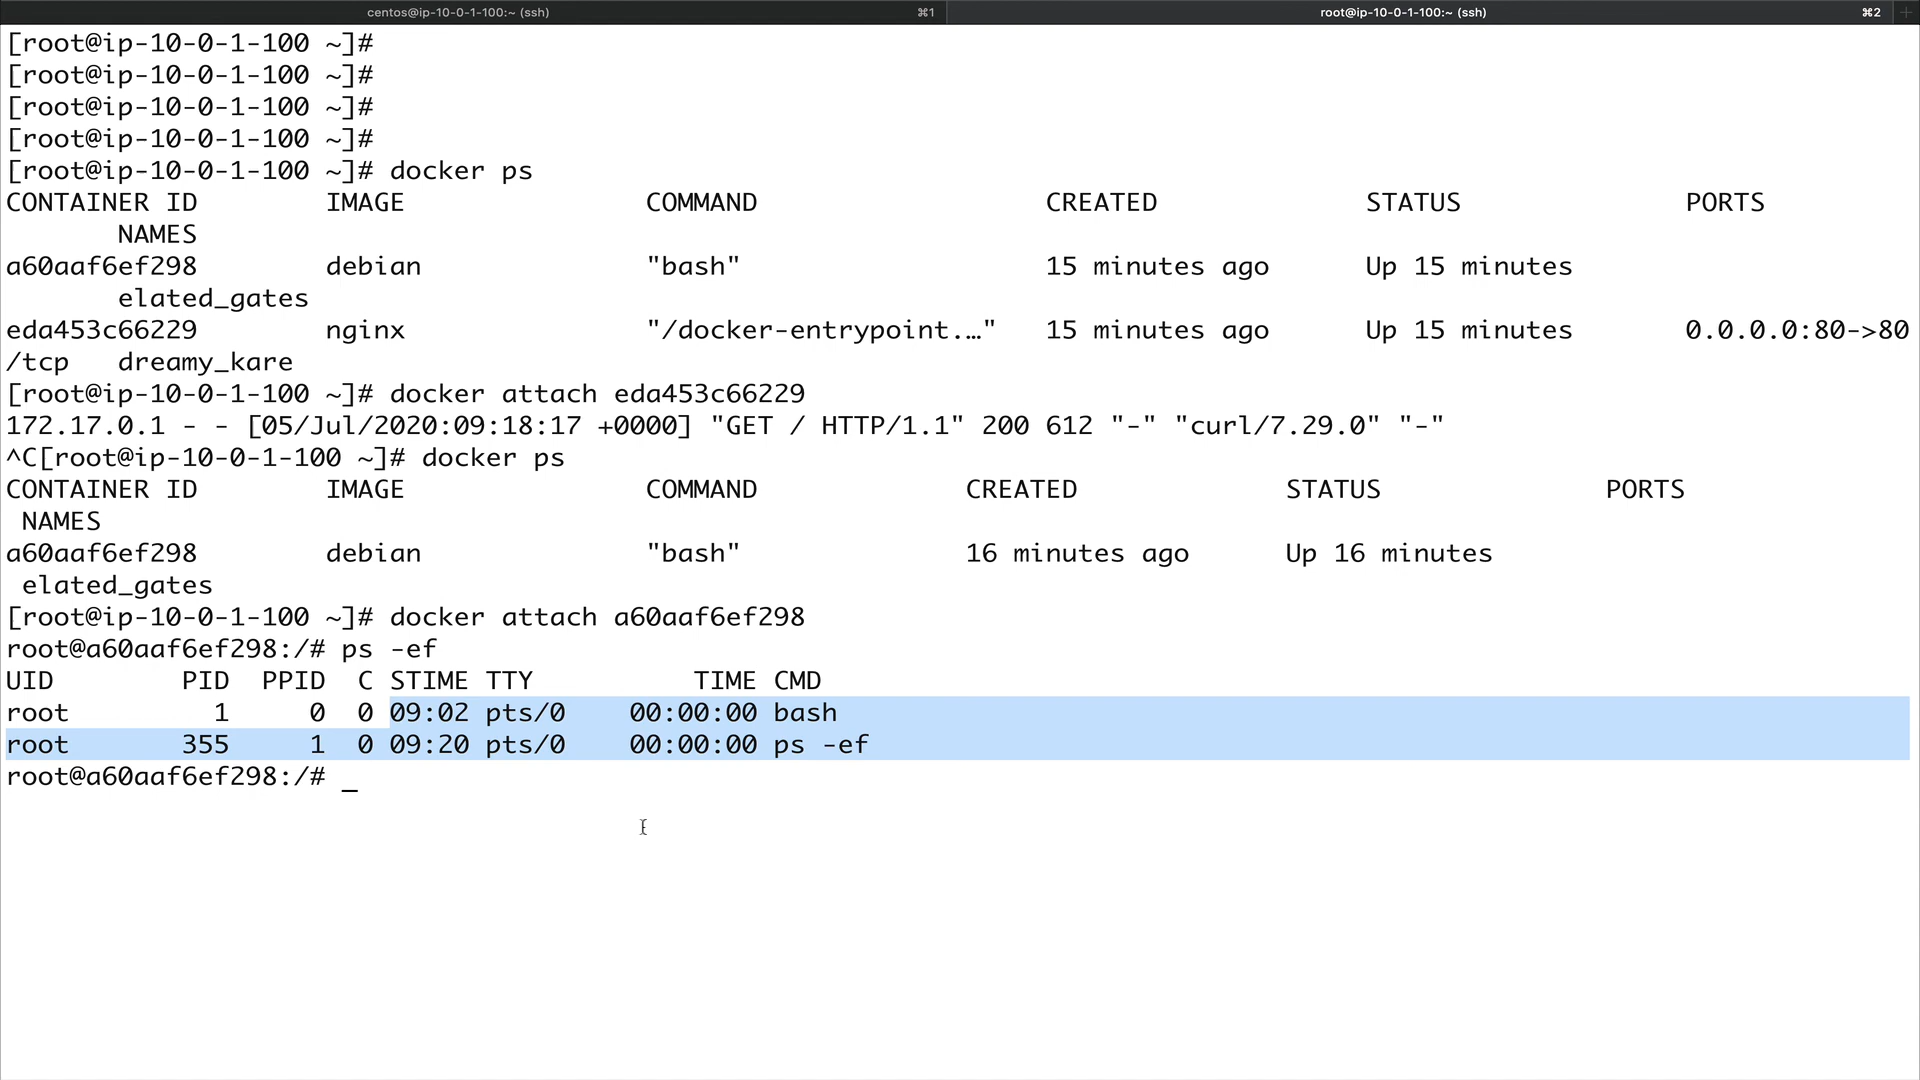 centos@ip-10-0-1-100:~ (ssh) ⌘1 root@ip-10-0-1-100:~ (ssh) ⌘2 +
[root@ip-10-0-1-100 ~]#
[root@ip-10-0-1-100 ~]#
[root@ip-10-0-1-100 ~]#
[root@ip-10-0-1-100 ~]#
[root@ip-10-0-1-100 ~]# docker ps
CONTAINER ID        IMAGE               COMMAND                  CREATED             STATUS              PORTS
       NAMES
a60aaf6ef298        debian              "bash"                   15 minutes ago      Up 15 minutes
       elated_gates
eda453c66229        nginx               "/docker-entrypoint.…"   15 minutes ago      Up 15 minutes       0.0.0.0:80->80
/tcp   dreamy_kare
[root@ip-10-0-1-100 ~]# docker attach eda453c66229
172.17.0.1 - - [05/Jul/2020:09:18:17 +0000] "GET / HTTP/1.1" 200 612 "-" "curl/7.29.0" "-"
^C[root@ip-10-0-1-100 ~]# docker ps
CONTAINER ID        IMAGE               COMMAND             CREATED             STATUS              PORTS
 NAMES
a60aaf6ef298        debian              "bash"              16 minutes ago      Up 16 minutes
 elated_gates
[root@ip-10-0-1-100 ~]# docker attach a60aaf6ef298
root@a60aaf6ef298:/# ps -ef
UID        PID  PPID  C STIME TTY          TIME CMD
root         1     0  0 09:02 pts/0    00:00:00 bash
root       355     1  0 09:20 pts/0    00:00:00 ps -ef
root@a60aaf6ef298:/# _